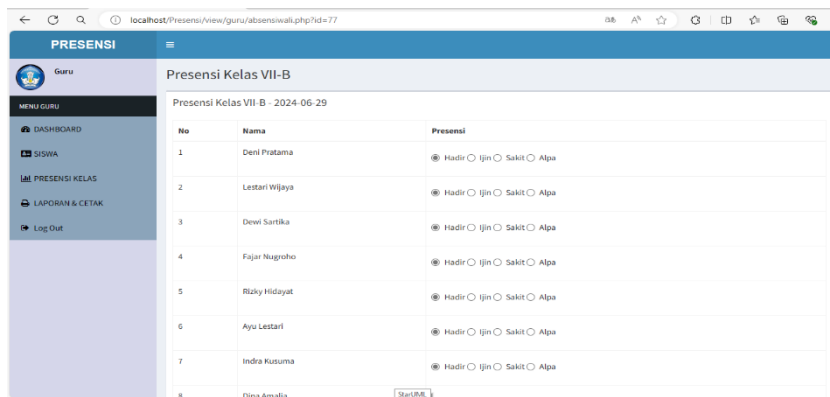 localhost/Presensi/view/guru/absensiwali.php?id=77
PRESENSI
Guru
MENU GURU
DASHBOARD
SISWA
PRESENSI KELAS
LAPORAN & CETAK
Log Out
Presensi Kelas VII-B
Presensi Kelas VII-B - 2024-06-29
No Nama Presensi
1 Deni Pratama Hadir Ijin Sakit Alpa
2 Lestari Wijaya Hadir Ijin Sakit Alpa
3 Dewi Sartika Hadir Ijin Sakit Alpa
4 Fajar Nugroho Hadir Ijin Sakit Alpa
5 Rizky Hidayat Hadir Ijin Sakit Alpa
6 Ayu Lestari Hadir Ijin Sakit Alpa
7 Indra Kusuma Hadir Ijin Sakit Alpa
8 Dina Amalia
StarUML